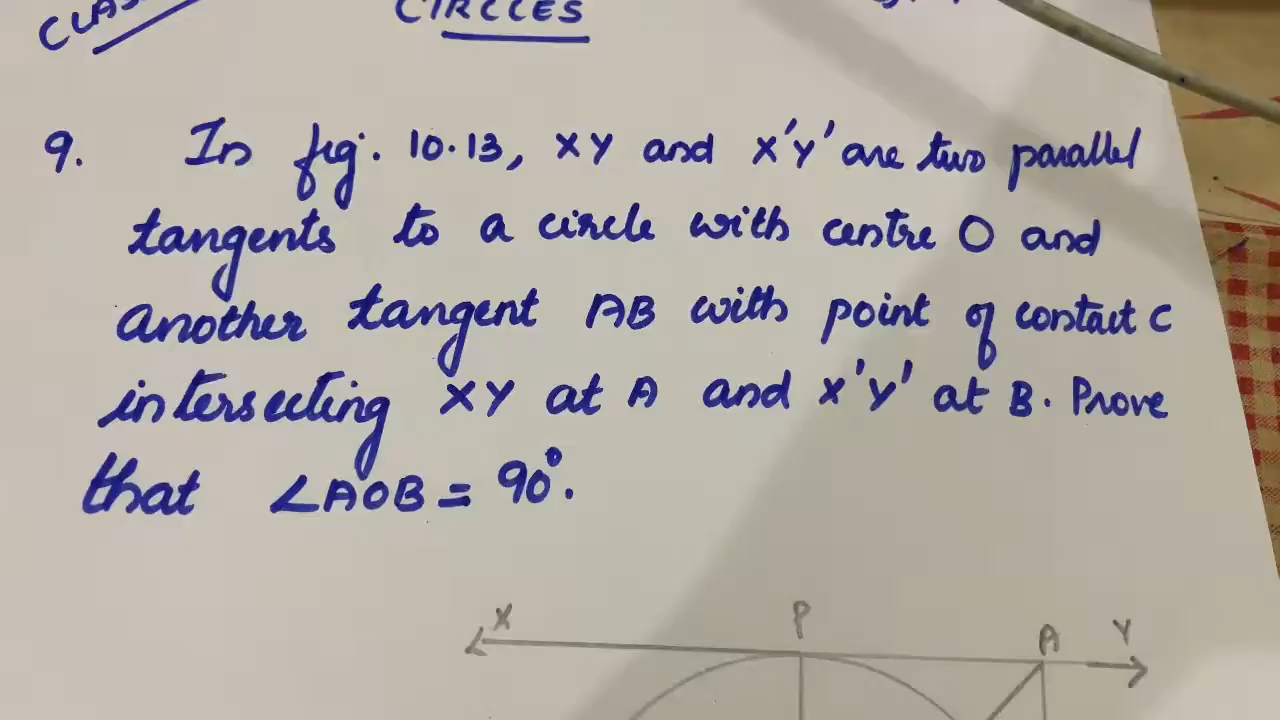 CIRCLES
9. In fig. 10.13, XY and X'Y' are two parallel
tangents to a circle with centre O and
another tangent AB with point of contact C
intersecting XY at A and X'Y' at B. Prove
that ∠AOB = 90°.
X P A Y